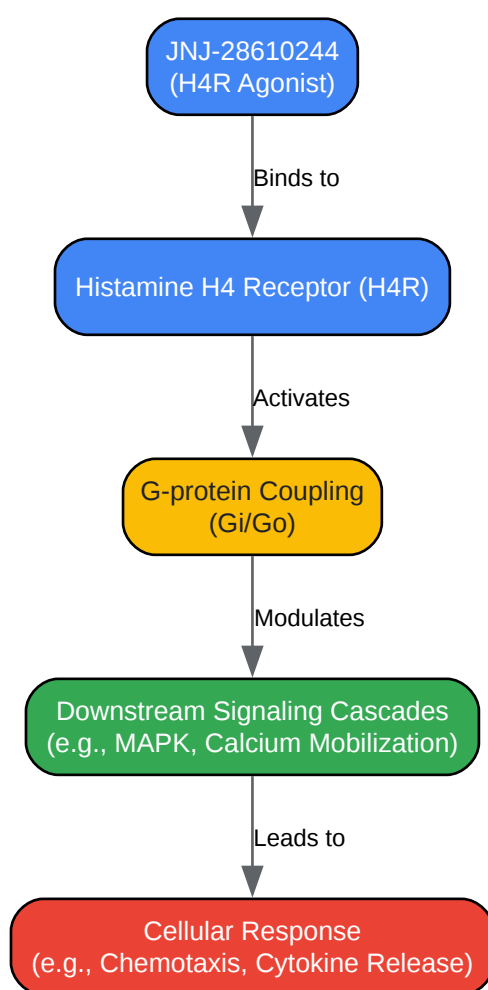 JNJ-28610244
(H4R Agonist)
Binds to
Histamine H4 Receptor (H4R)
Activates
G-protein Coupling
(Gi/Go)
Modulates
Downstream Signaling Cascades
(e.g., MAPK, Calcium Mobilization)
Leads to
Cellular Response
(e.g., Chemotaxis, Cytokine Release)